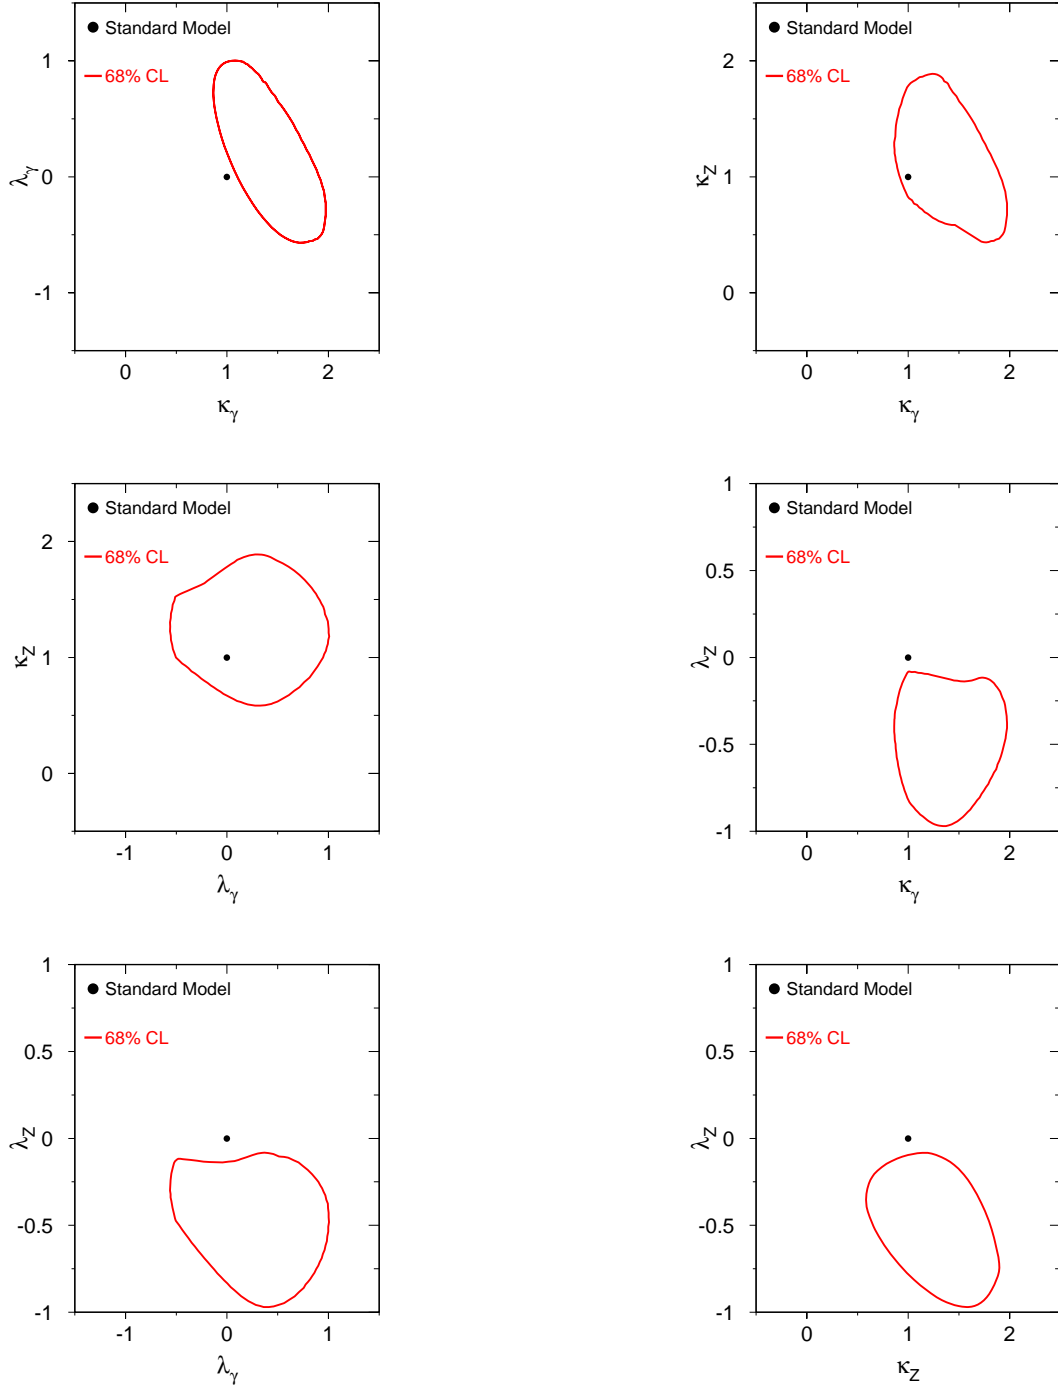 Standard Model
68% CL
1
0
-1
λγ
0 1 2
κγ
Standard Model
68% CL
2
1
0
κZ
0 1 2
κγ
Standard Model
68% CL
2
1
0
κZ
-1 0 1
λγ
Standard Model
68% CL
1
0.5
0
-0.5
-1
λZ
0 1 2
κγ
Standard Model
68% CL
1
0.5
0
-0.5
-1
λZ
-1 0 1
λγ
Standard Model
68% CL
1
0.5
0
-0.5
-1
λZ
0 1 2
κZ